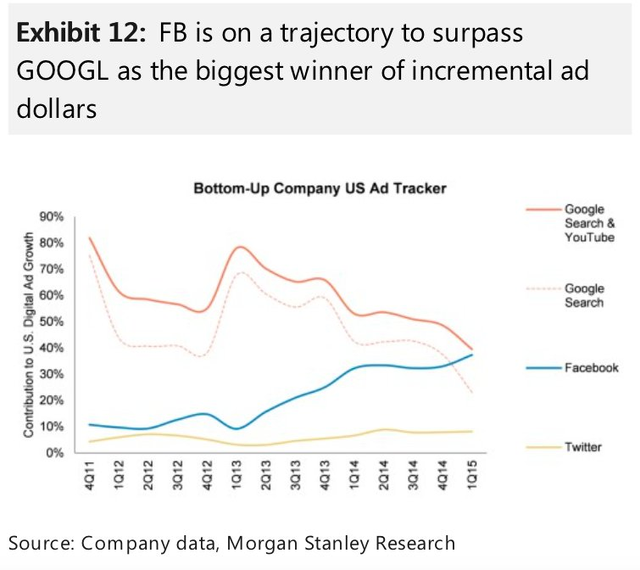 Exhibit 12: FB is on a trajectory to surpass
GOOGL as the biggest winner of incremental ad
dollars
Bottom-Up Company US Ad Tracker
Contribution to U.S. Digital Ad Growth
90%
80%
70%
60%
50%
40%
30%
20%
10%
0%
4Q11
1Q12
2Q12
3Q12
4Q12
1Q13
2Q13
3Q13
4Q13
1Q14
2Q14
3Q14
4Q14
1Q15
Google
Search &
YouTube
Google
Search
Facebook
Twitter
Source: Company data, Morgan Stanley Research